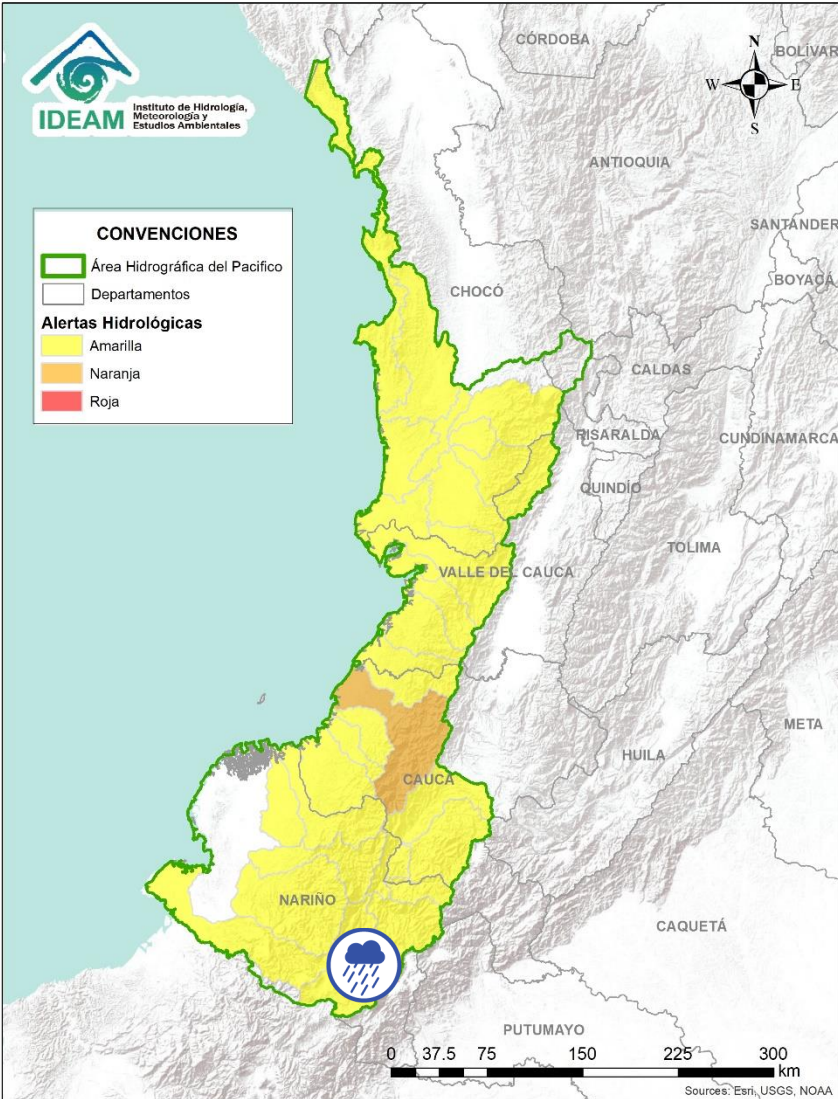 IDEAM
Instituto de Hidrología,
Meteorología y
Estudios Ambientales
N
W
E
S
CÓRDOBA
BOLÍVAR
ANTIOQUIA
SANTANDER
BOYACÁ
CONVENCIONES
Área Hidrográfica del Pacifico
Departamentos
Alertas Hidrológicas
Amarilla
Naranja
Roja
CHOCÓ
CALDAS
RISARALDA
CUNDINAMARCA
QUINDÍO
TOLIMA
VALLE DEL CAUCA
META
HUILA
CAUCA
NARIÑO
CAQUETÁ
PUTUMAYO
0 37.5 75 150 225 300
km
Sources: Esri, USGS, NOAA